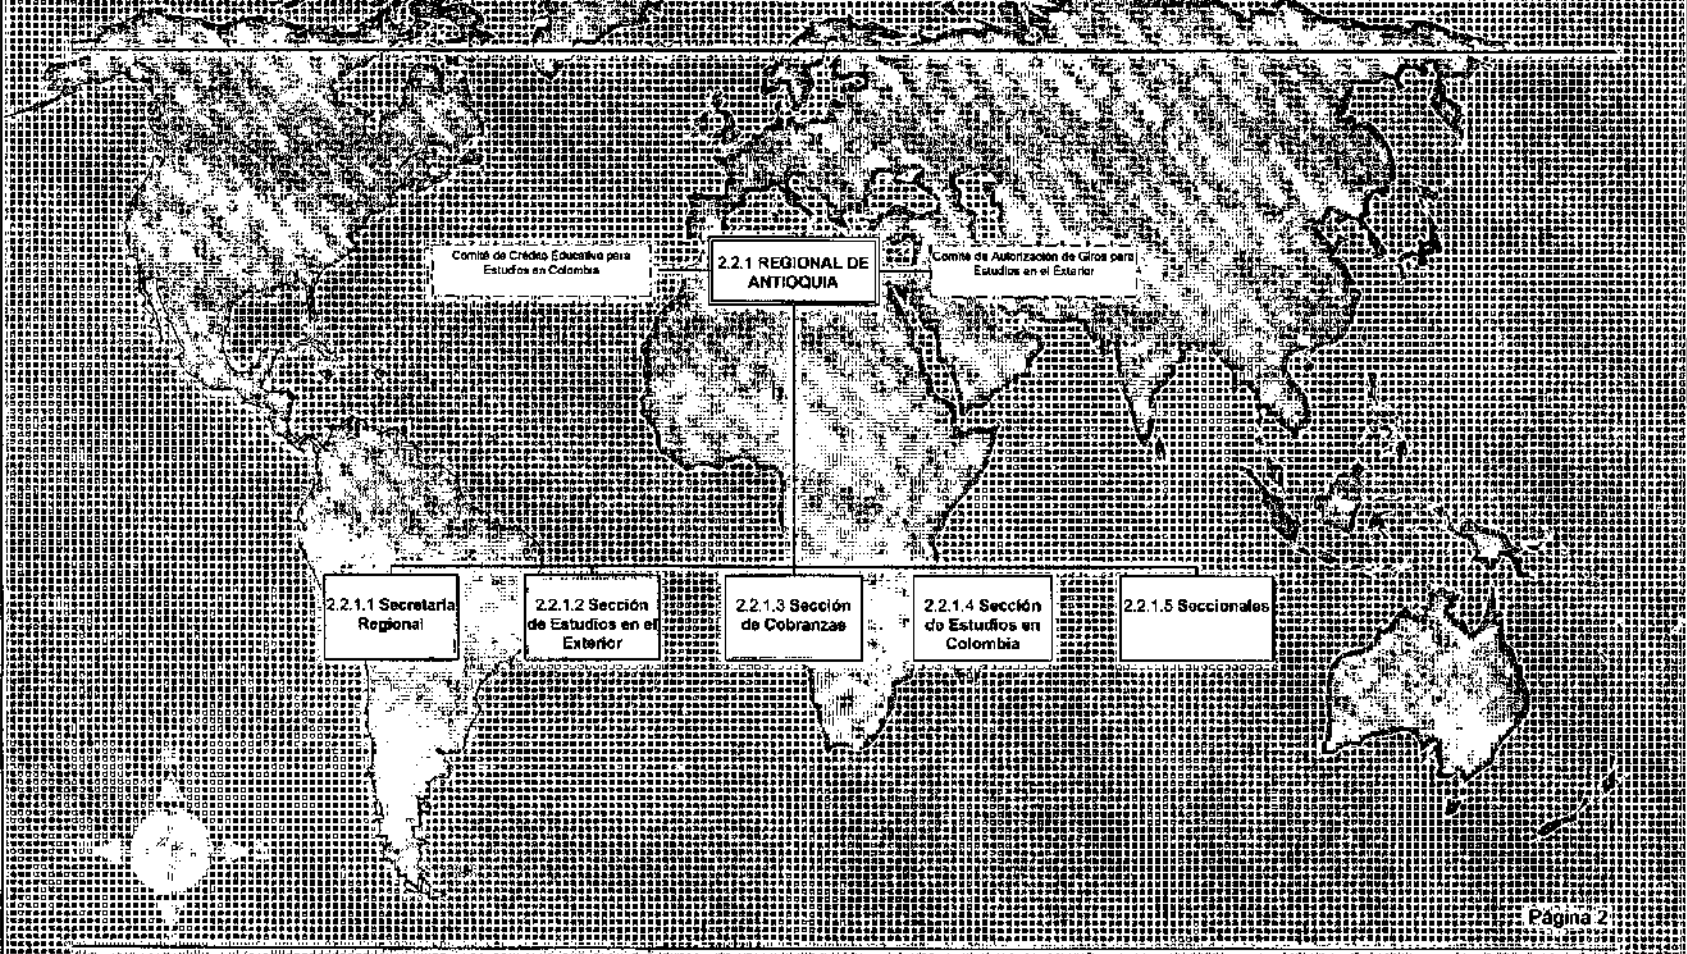 Comité de Crédito Educativo para
Estudios en Colombia
2.2.1 REGIONAL DE
ANTIOQUIA
Comité de Autorización de Giros para
Estudios en el Exterior
2.2.1.1 Secretaria
Regional
2.2.1.2 Sección
de Estudios en el
Exterior
2.2.1.3 Sección
de Cobranzas
2.2.1.4 Sección
de Estudios en
Colombia
2.2.1.5 Seccionales
Página 2